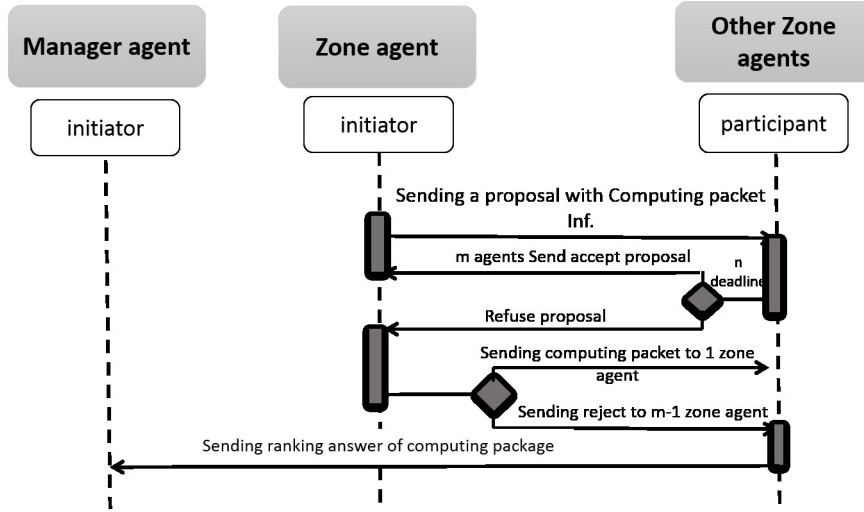 Manager agent
Zone agent
Other Zone
agents
initiator
initiator
participant
Sending a proposal with Computing packet
Inf.
m agents Send accept proposal
n
deadline
Refuse proposal
Sending computing packet to 1 zone
agent
Sending reject to m-1 zone agent
Sending ranking answer of computing package